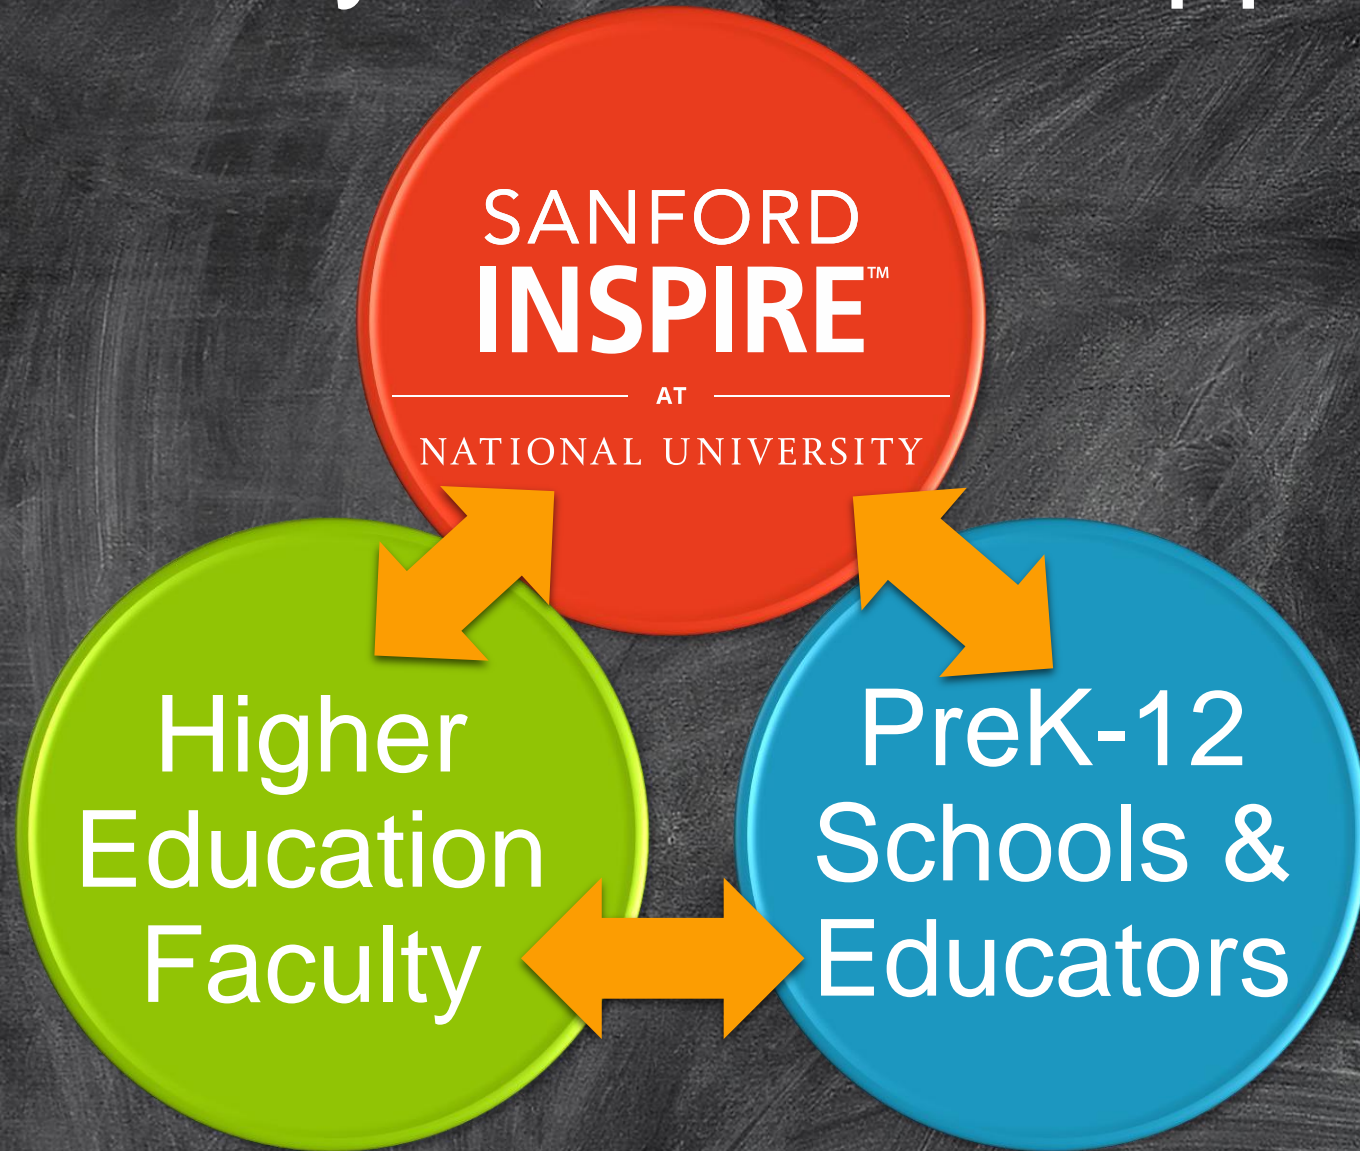 SANFORD
INSPIRE™
AT
NATIONAL UNIVERSITY
Higher
Education
Faculty
PreK-12
Schools &
Educators